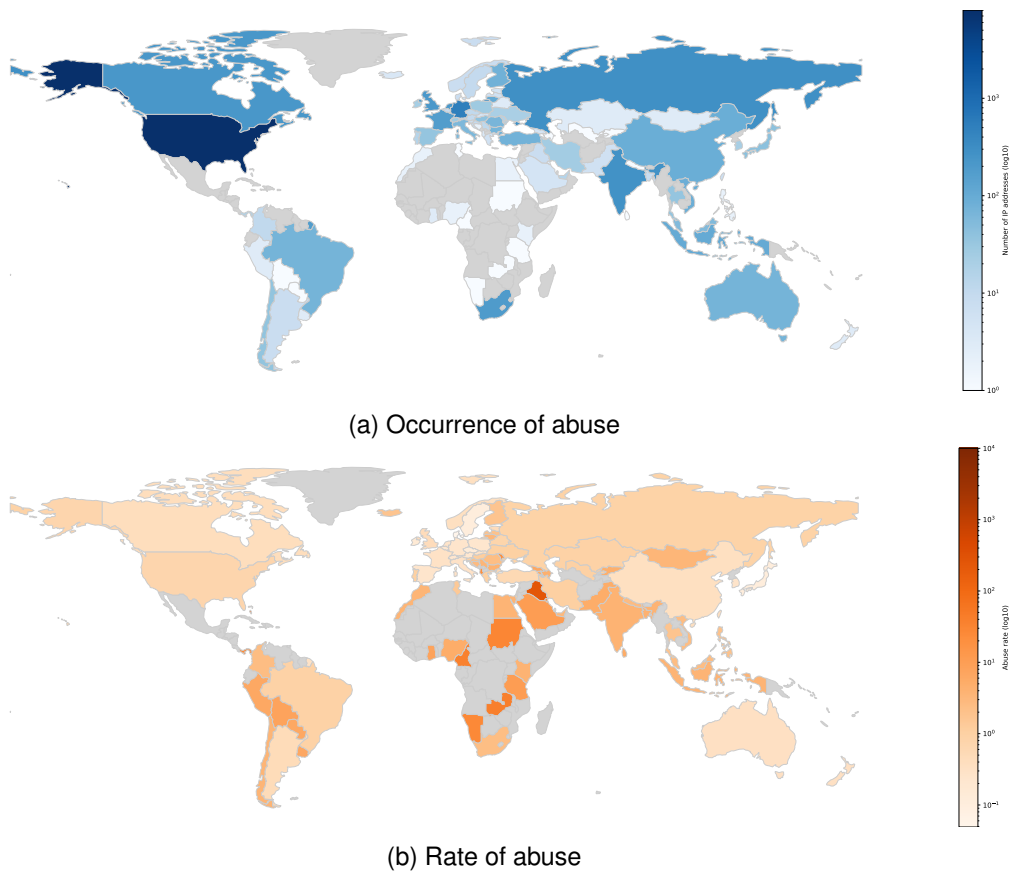 10³
10²
10¹
10⁰
Number of IP addresses (log10)
(a) Occurrence of abuse
10⁴
10³
10²
10¹
10⁰
10⁻¹
Abuse rate (log10)
(b) Rate of abuse